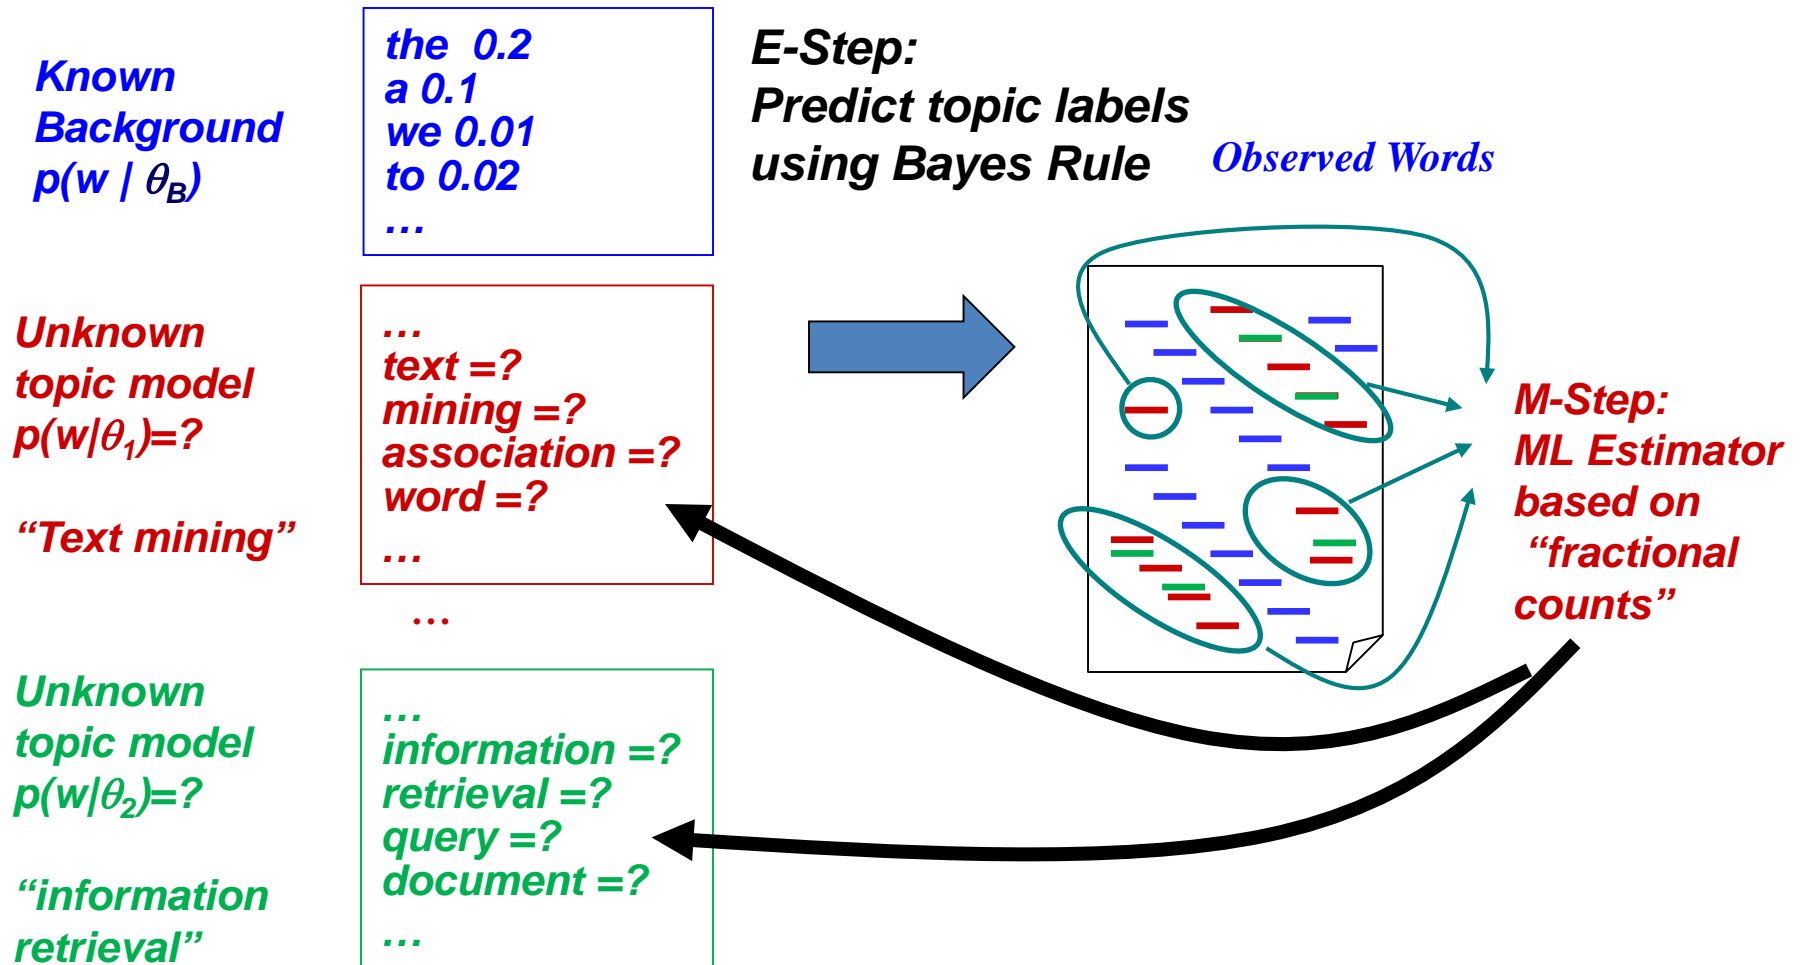 Known
Background
p(w | θB)
the  0.2
a 0.1
we 0.01
to 0.02
…
E-Step:
Predict topic labels
using Bayes Rule
Observed Words
Unknown
topic model
p(w|θ1)=?
“Text mining”
…
text =?
mining =?
association =?
word =?
…
…
M-Step:
ML Estimator
based on
“fractional
counts”
Unknown
topic model
p(w|θ2)=?
“information
retrieval”
…
information =?
retrieval =?
query =?
document =?
…